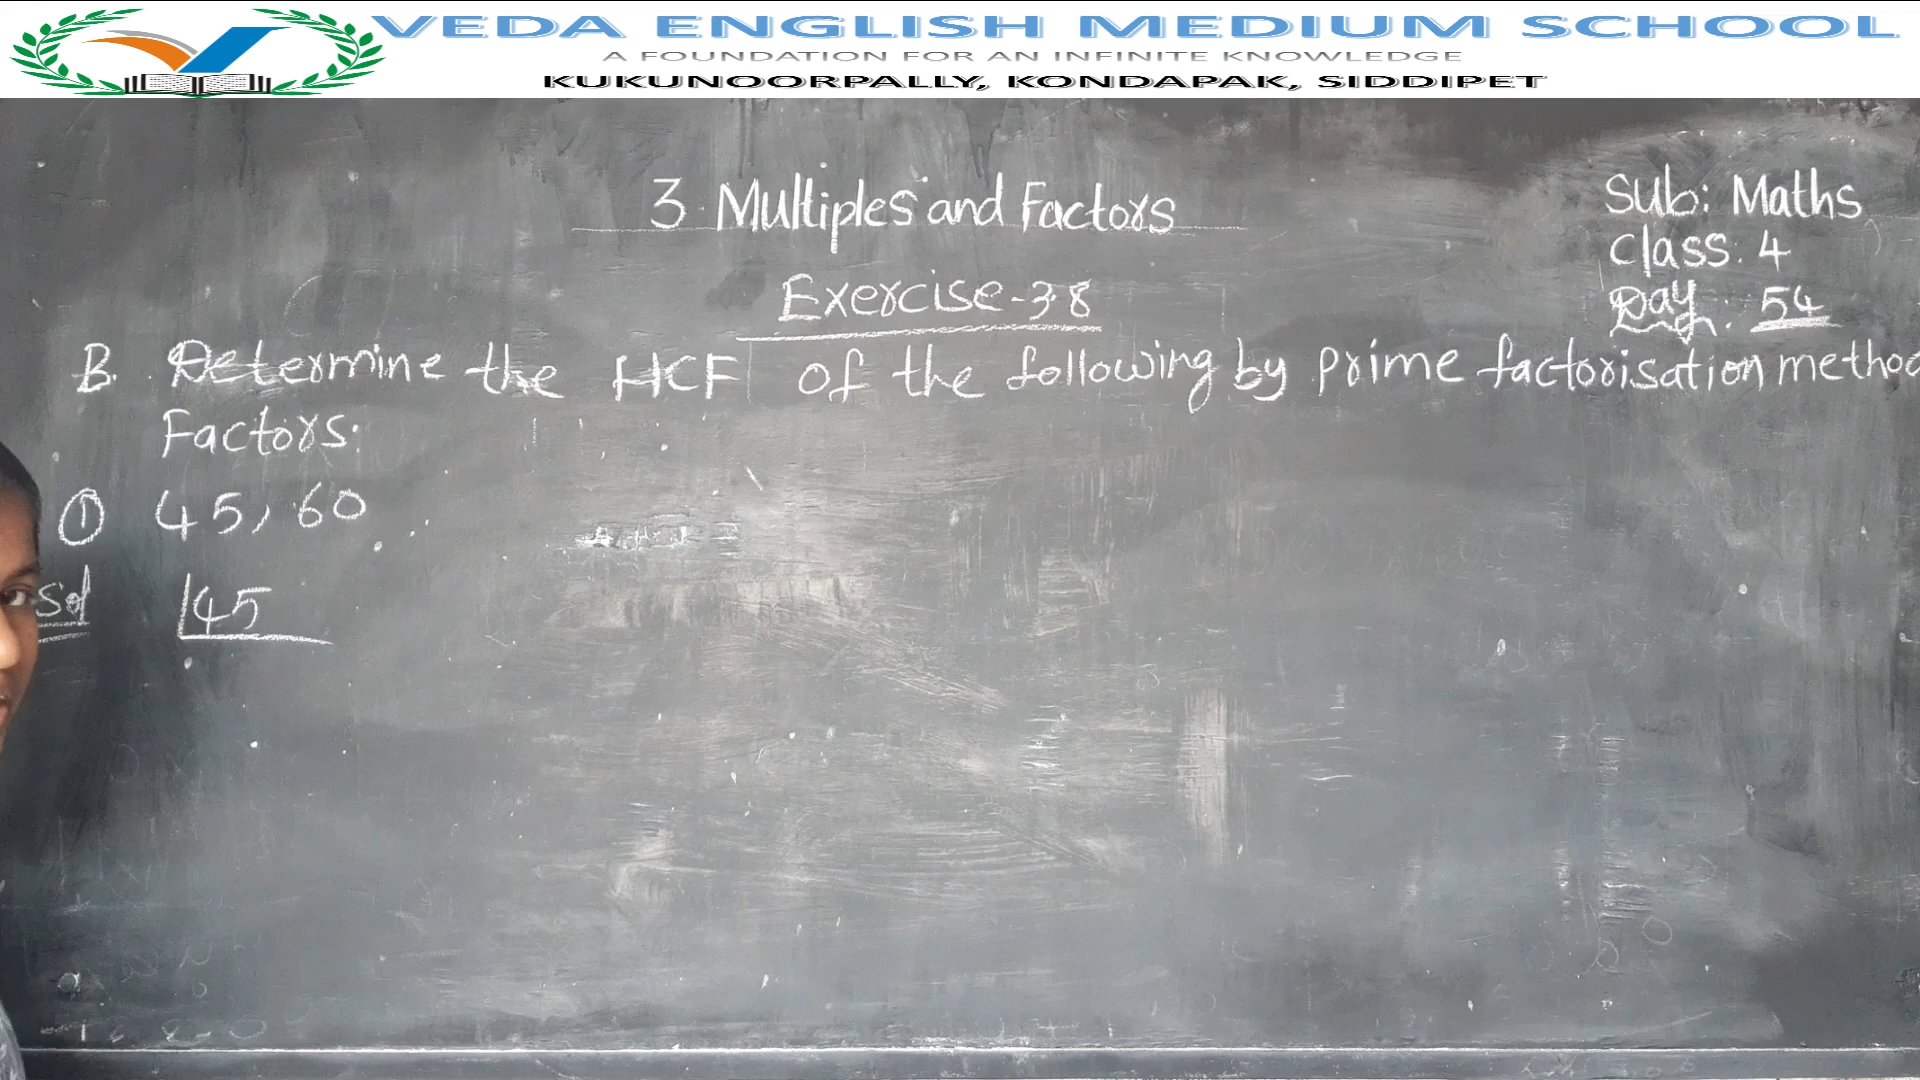 VEDA ENGLISH MEDIUM SCHOOL
A FOUNDATION FOR AN INFINITE KNOWLEDGE
KUKUNOORPALLY, KONDAPAK, SIDDIPET
3. Multiples and Factors
Sub: Maths
Class: 4
Day: 54
Exercise-3.8
B. Determine the HCF of the following by prime factorisation method
Factors:
① 45, 60
Sol 45